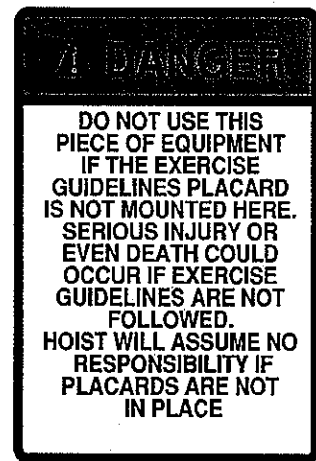 ⚠ DANGER
DO NOT USE THIS
PIECE OF EQUIPMENT
IF THE EXERCISE
GUIDELINES PLACARD
IS NOT MOUNTED HERE.
SERIOUS INJURY OR
EVEN DEATH COULD
OCCUR IF EXERCISE
GUIDELINES ARE NOT
FOLLOWED.
HOIST WILL ASSUME NO
RESPONSIBILITY IF
PLACARDS ARE NOT
IN PLACE